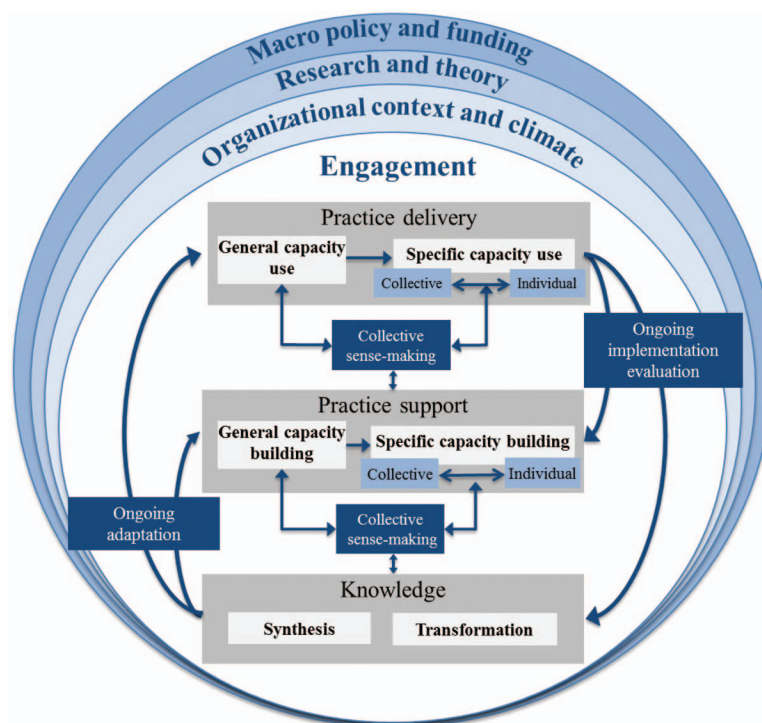 Macro policy and funding
Research and theory
Organizational context and climate
Engagement
Practice delivery
General capacity
use
Specific capacity use
Collective
Individual
Collective
sense-making
Ongoing
implementation
evaluation
Practice support
General capacity
building
Specific capacity building
Collective
Individual
Ongoing
adaptation
Collective
sense-making
Knowledge
Synthesis
Transformation